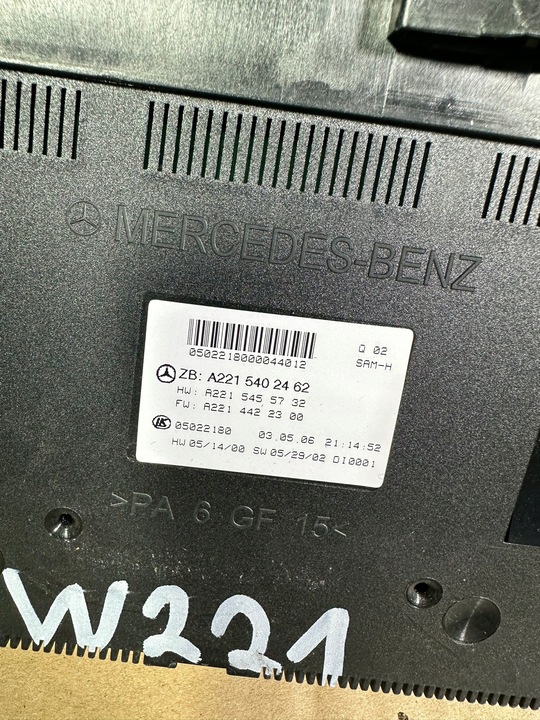 MERCEDES-BENZ
0502218000044012
Q 02
SAM-H
ZB: A221 540 24 62
HW: A221 545 57 32
FW: A221 442 23 00
05022180 03.05.06 21:14:52
HW 05/14/00 SW 05/29/02 D10001
>PA 6 GF 15<
W221